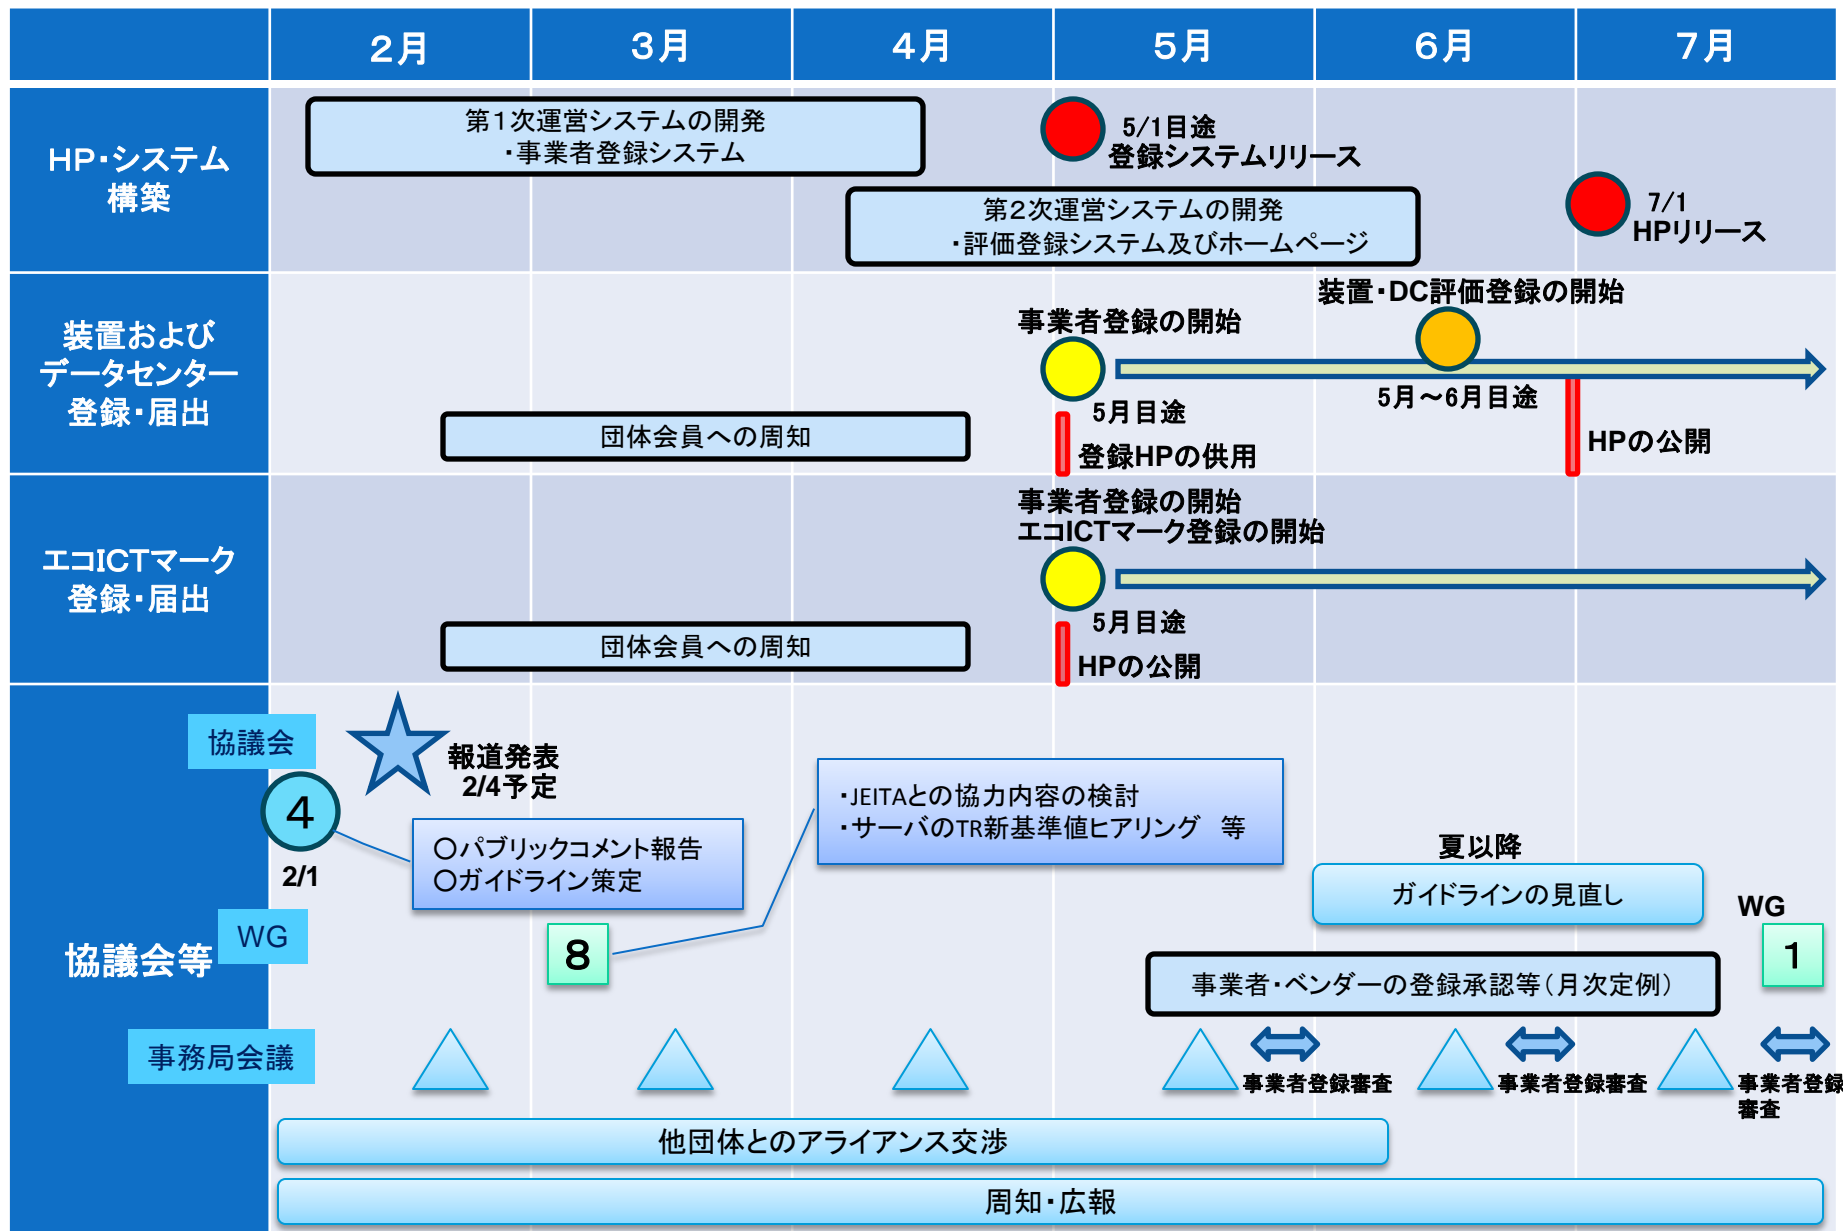 2月
3月
4月
5月
6月
7月
HP・システム
構築
第1次運営システムの開発
・事業者登録システム
5/1目途
登録システムリリース
第2次運営システムの開発
・評価登録システム及びホームページ
7/1
HPリリース
装置および
データセンター
登録・届出
事業者登録の開始
装置・DC評価登録の開始
5月目途
5月～6月目途
団体会員への周知
登録HPの供用
HPの公開
エコICTマーク
登録・届出
事業者登録の開始
エコICTマーク登録の開始
5月目途
団体会員への周知
HPの公開
協議会等
協議会
4
2/1
報道発表
2/4予定
〇パブリックコメント報告
〇ガイドライン策定
・JEITAとの協力内容の検討
・サーバのTR新基準値ヒアリング　等
夏以降
ガイドラインの見直し
WG
8
WG
1
事業者・ベンダーの登録承認等（月次定例）
事務局会議
事業者登録審査
事業者登録審査
事業者登録
審査
他団体とのアライアンス交渉
周知・広報